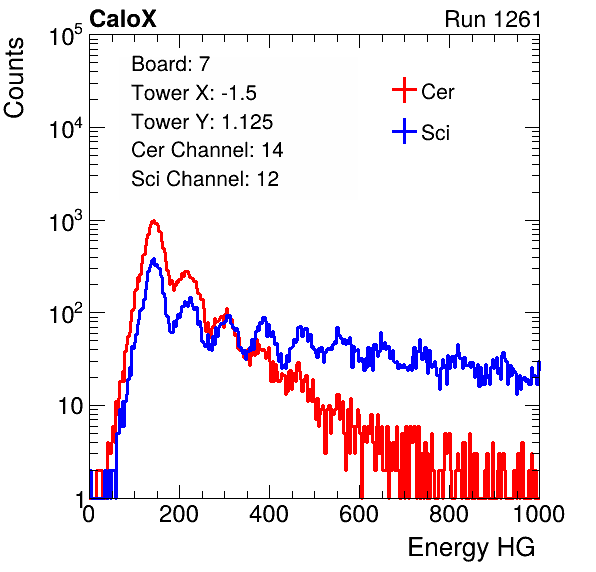 CaloX Run 1261
10^5
Counts
Board: 7
Tower X: -1.5
Tower Y: 1.125
Cer Channel: 14
Sci Channel: 12
Cer
Sci
10^4
10^3
10^2
10
1
0 200 400 600 800 1000
Energy HG